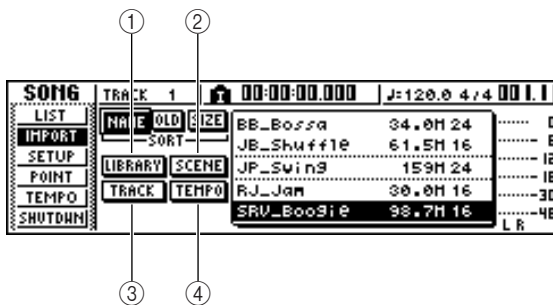 ① ②
SONG TRACK 1 00:00:00.000 ♩=120.0 4/4 001.1
LIST NAME OLD SIZE
SORT
IMPORT
SETUP LIBRARY SCENE
POINT TRACK TEMPO
TEMPO
SHUTDWN
BB_Bossa 34.0M 24
JB_Shuffle 61.5M 16
JP_Swing 159M 24
RJ_Jam 30.0M 16
SRV_Boogie 98.7M 16
L R
③ ④